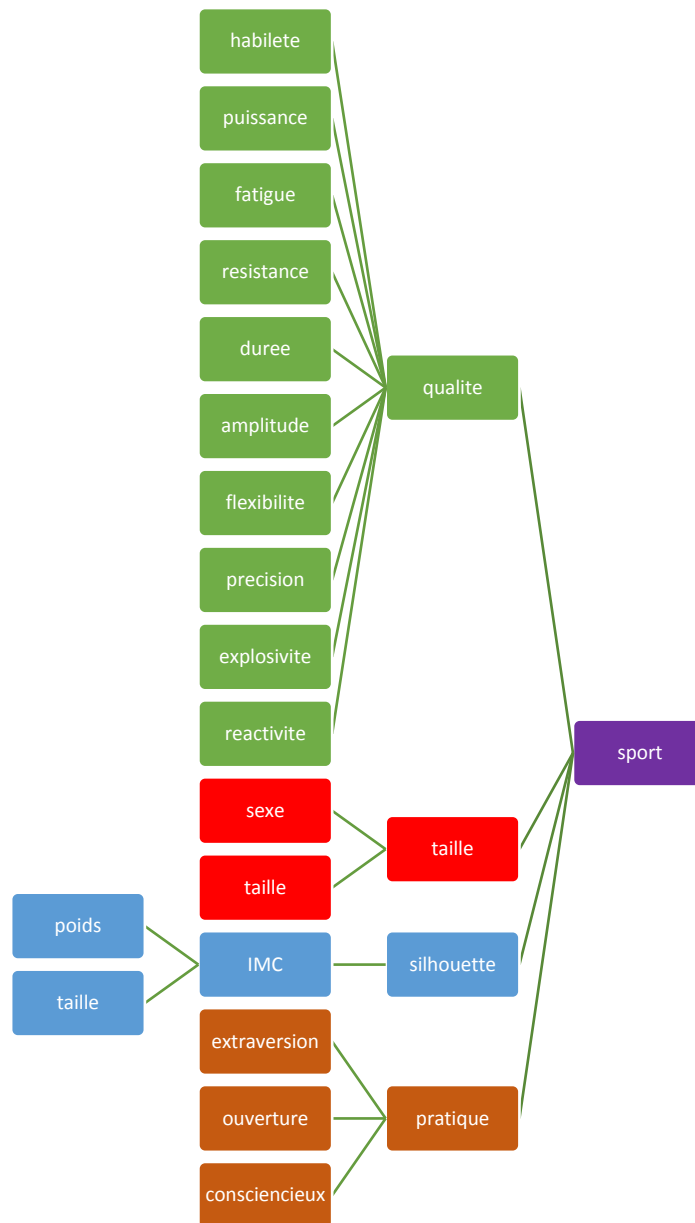 habilete
puissance
fatigue
resistance
duree
qualite
amplitude
flexibilite
precision
explosivite
reactivite
sport
sexe
taille
taille
poids
IMC
silhouette
taille
extraversion
ouverture
pratique
consciencieux